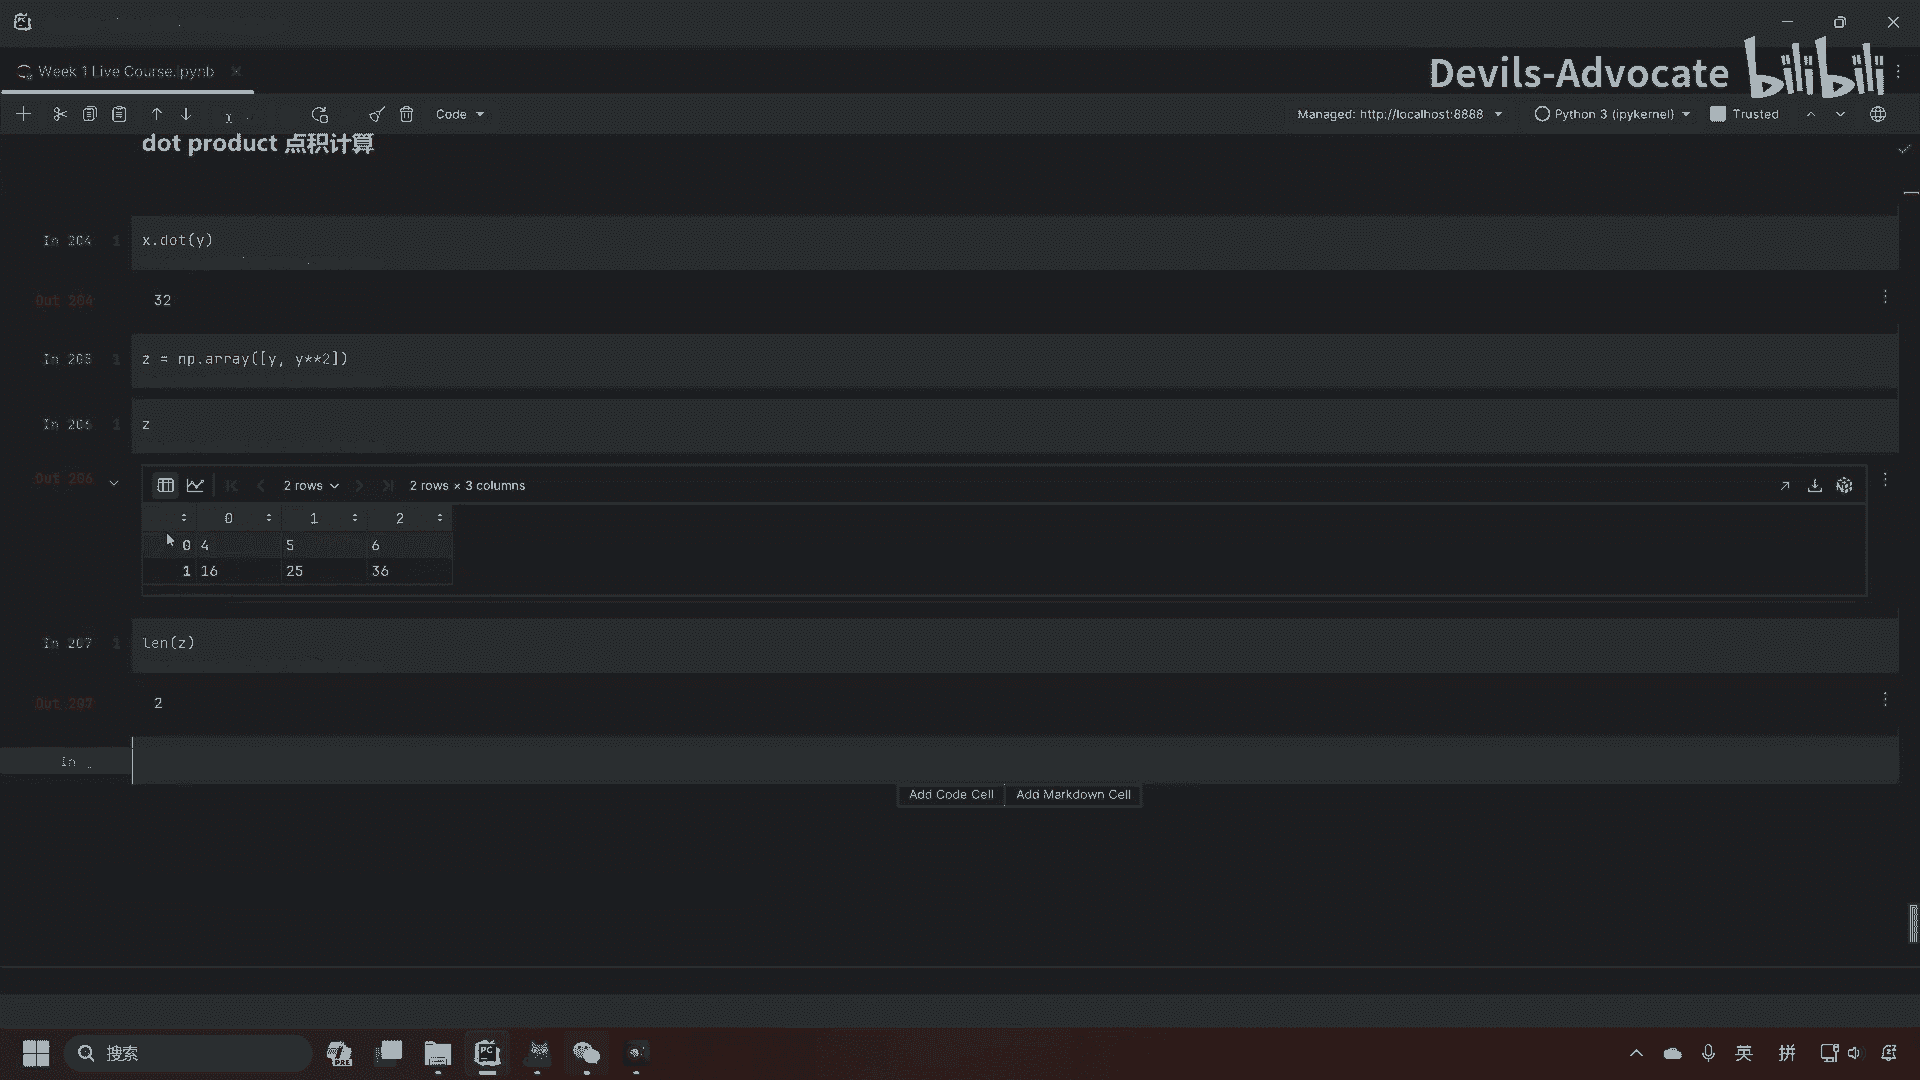 Week 1 Live Course.ipynb
Devils-Advocate bilibili
Code
Managed: http://localhost:8888
Python 3 (ipykernel)
Trusted
dot product 点积计算
In 204 1 x.dot(y)
Out 204 32
In 205 1 z = np.array([y, y**2])
In 206 1 z
Out 206
2 rows
2 rows × 3 columns
0 1 2
0 4 5 6
1 16 25 36
In 207 1 len(z)
Out 207 2
In _
Add Code Cell Add Markdown Cell
搜索
PRE
PC
英
拼